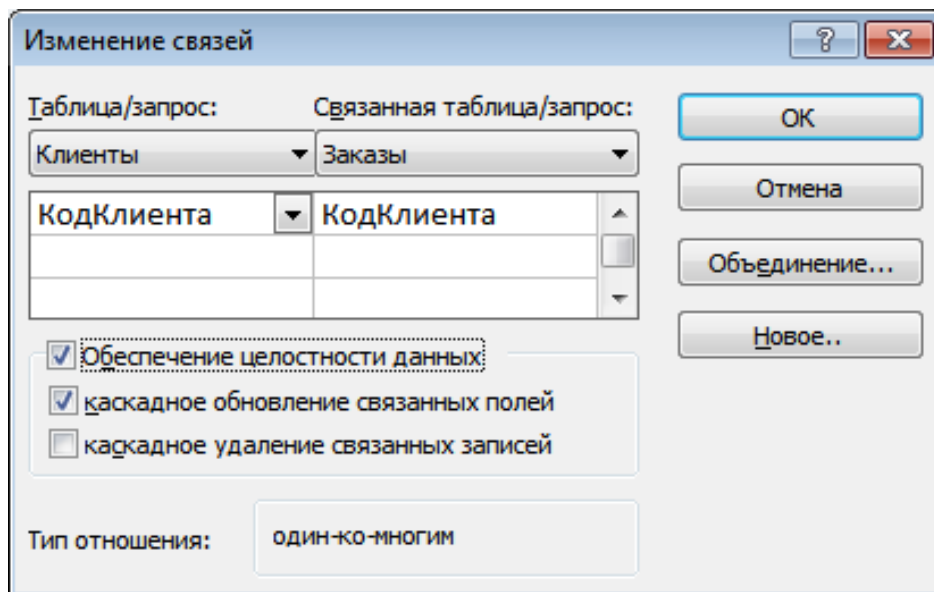 Изменение связей
Таблица/запрос: Связанная таблица/запрос:
Клиенты Заказы
КодКлиента КодКлиента
Обеспечение целостности данных
каскадное обновление связанных полей
каскадное удаление связанных записей
Тип отношения: один-ко-многим
OK
Отмена
Объединение...
Новое..